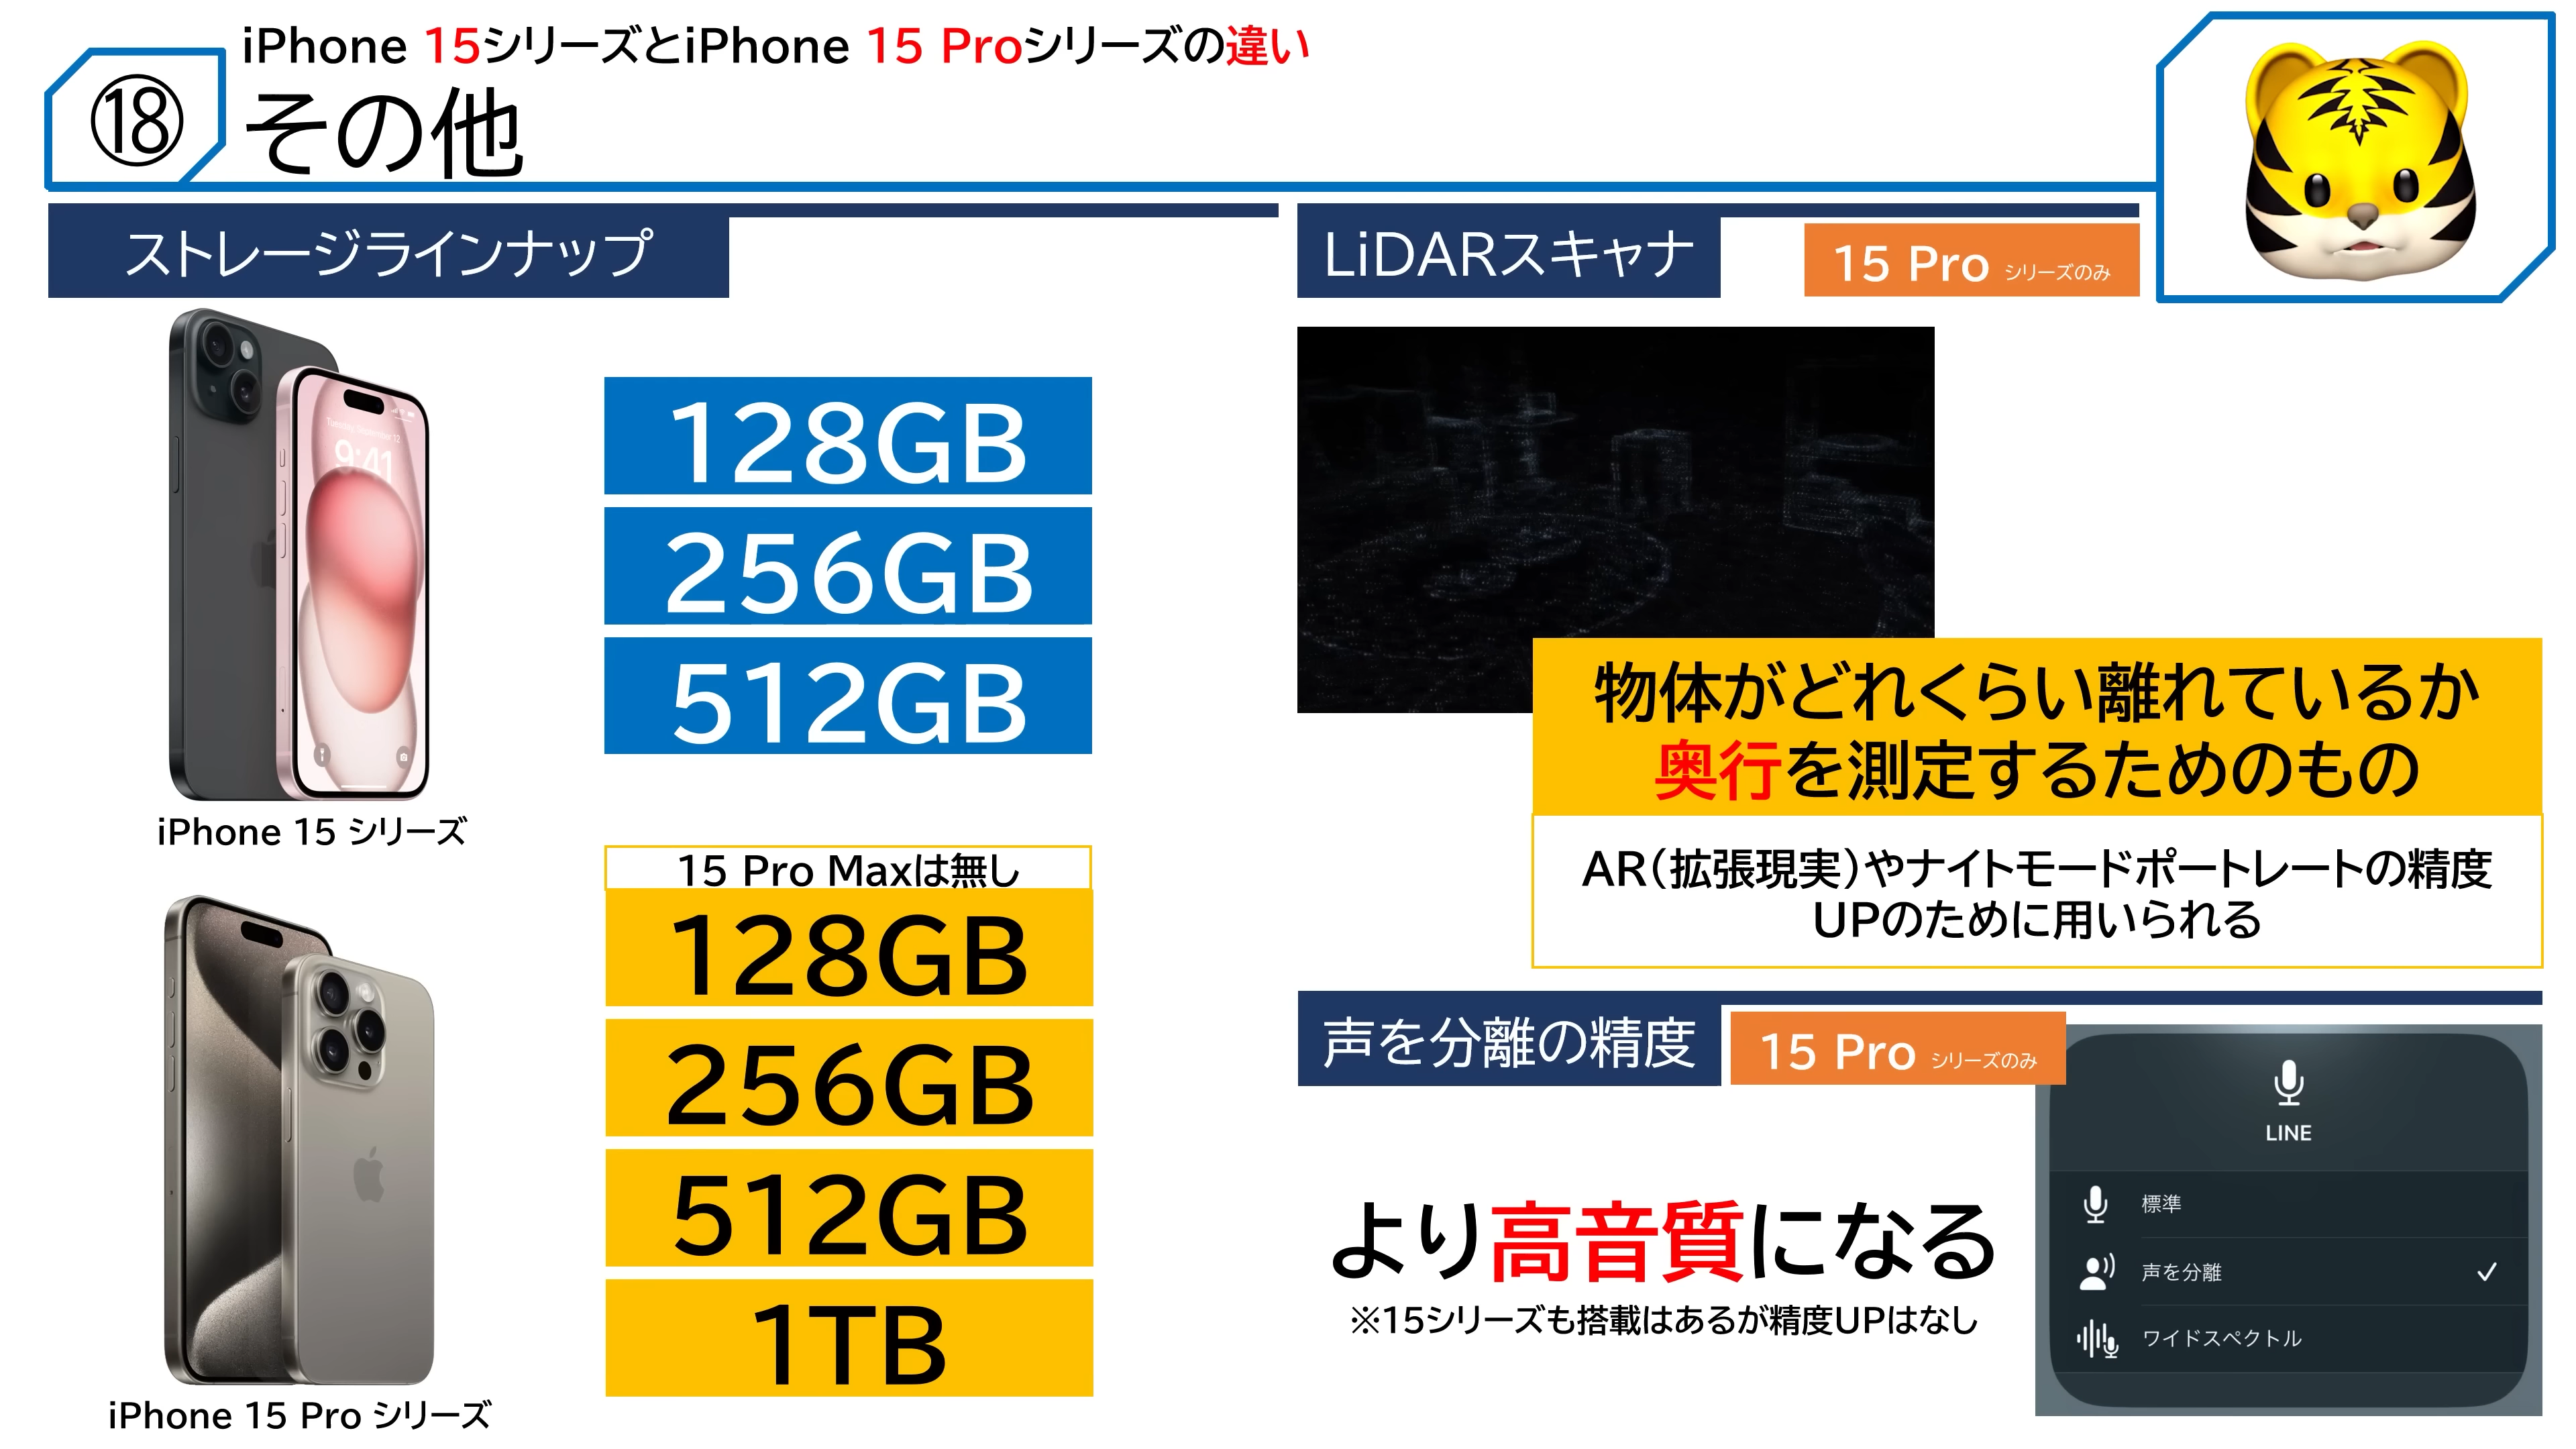 iPhone 15シリーズとiPhone 15 Proシリーズの違い
⑱
その他
ストレージラインナップ
Tuesday, September 12
9:41
iPhone 15 シリーズ
128GB
256GB
512GB
iPhone 15 Pro シリーズ
15 Pro Maxは無し
128GB
256GB
512GB
1TB
LiDARスキャナ
15 Pro シリーズのみ
物体がどれくらい離れているか
奥行を測定するためのもの
AR(拡張現実)やナイトモードポートレートの精度
UPのために用いられる
声を分離の精度
15 Pro シリーズのみ
より高音質になる
※15シリーズも搭載はあるが精度UPはなし
LINE
標準
声を分離
ワイドスペクトル